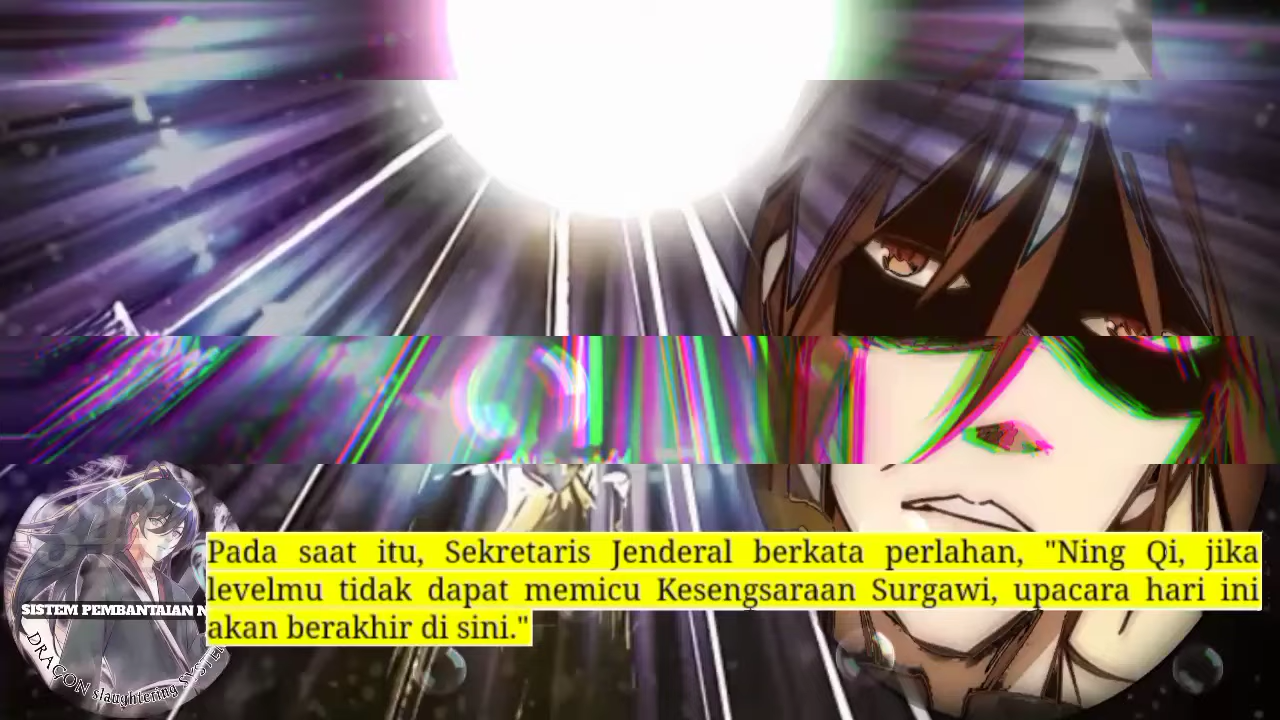 Pada saat itu, Sekretaris Jenderal berkata perlahan, "Ning Qi, jika
levelmu tidak dapat memicu Kesengsaraan Surgawi, upacara hari ini
akan berakhir di sini."
SISTEM PEMBANTAIAN N
DRAGON slaughtering SYSTE